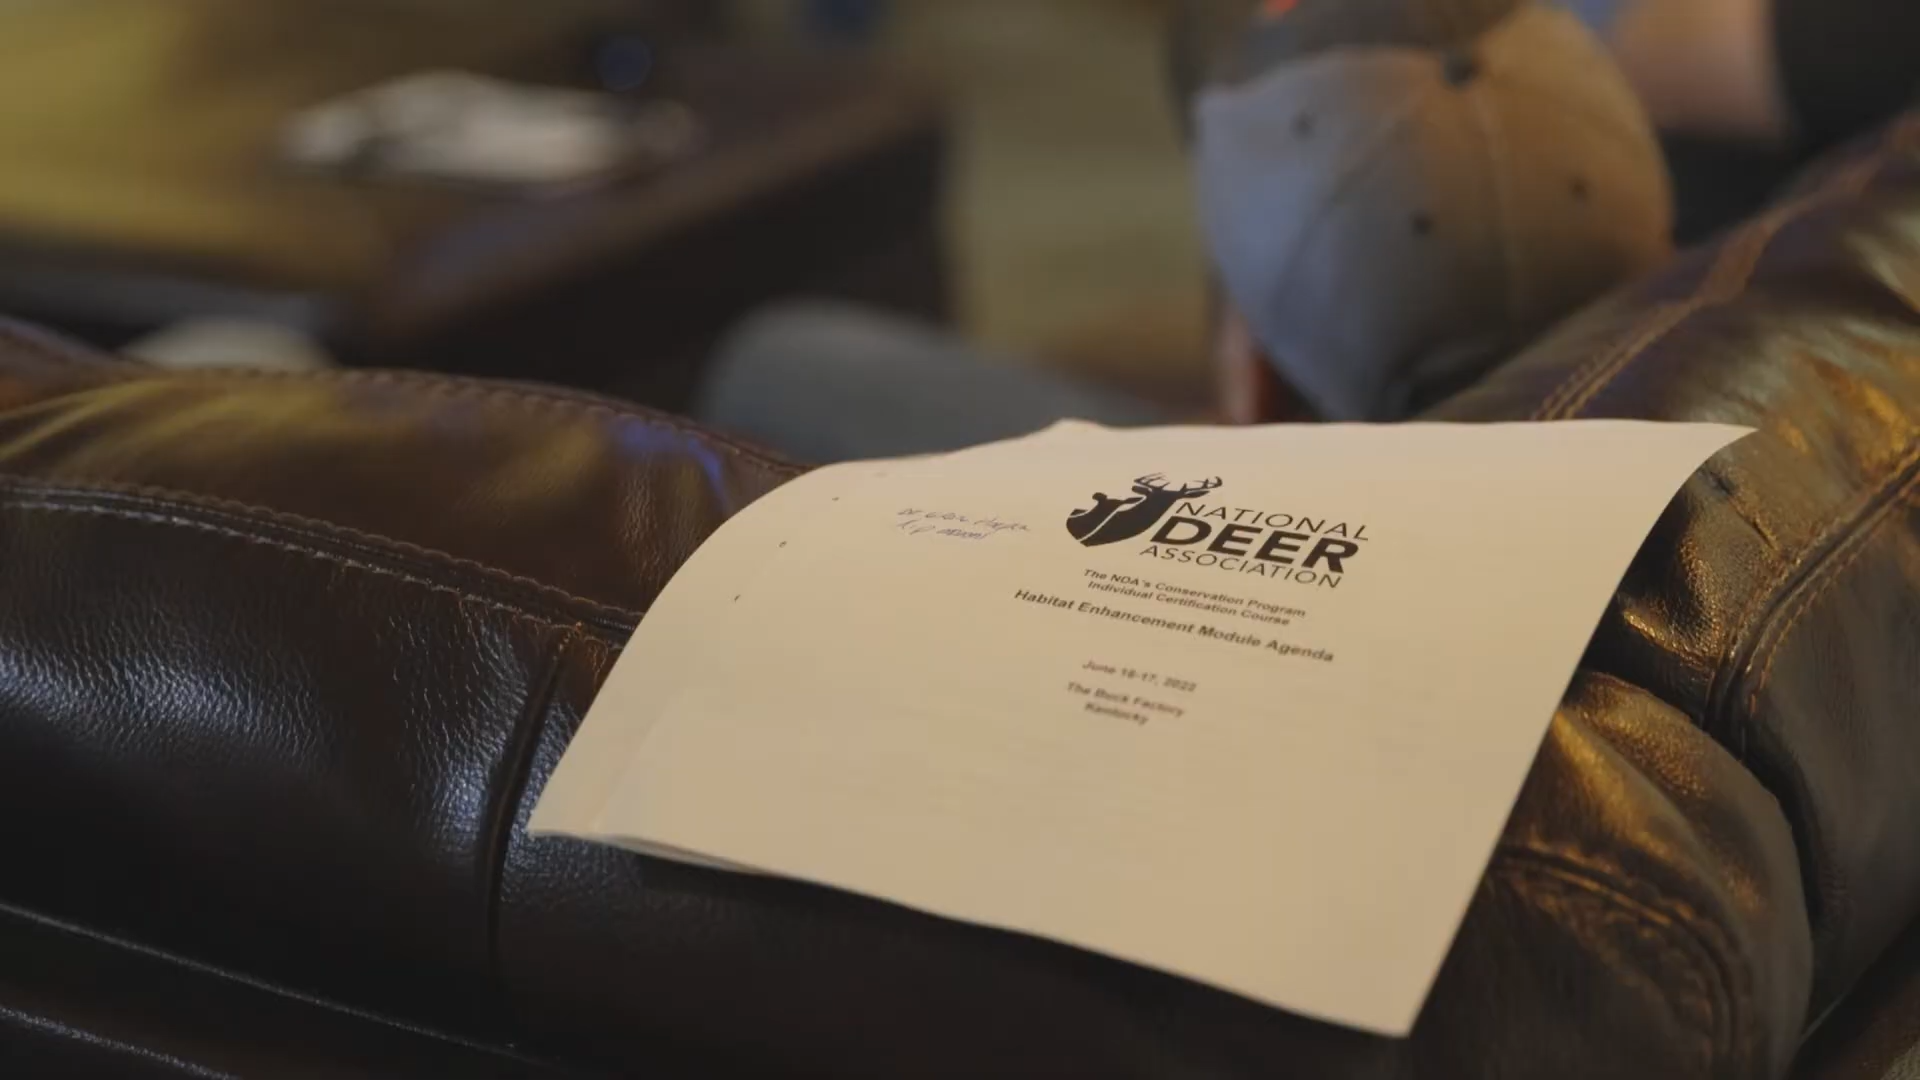 NATIONAL
DEER
ASSOCIATION
The NDA's Conservation Program
Individual Certification Course
Habitat Enhancement Module Agenda
June 16-17, 2022
The Buck Factory
Kentucky